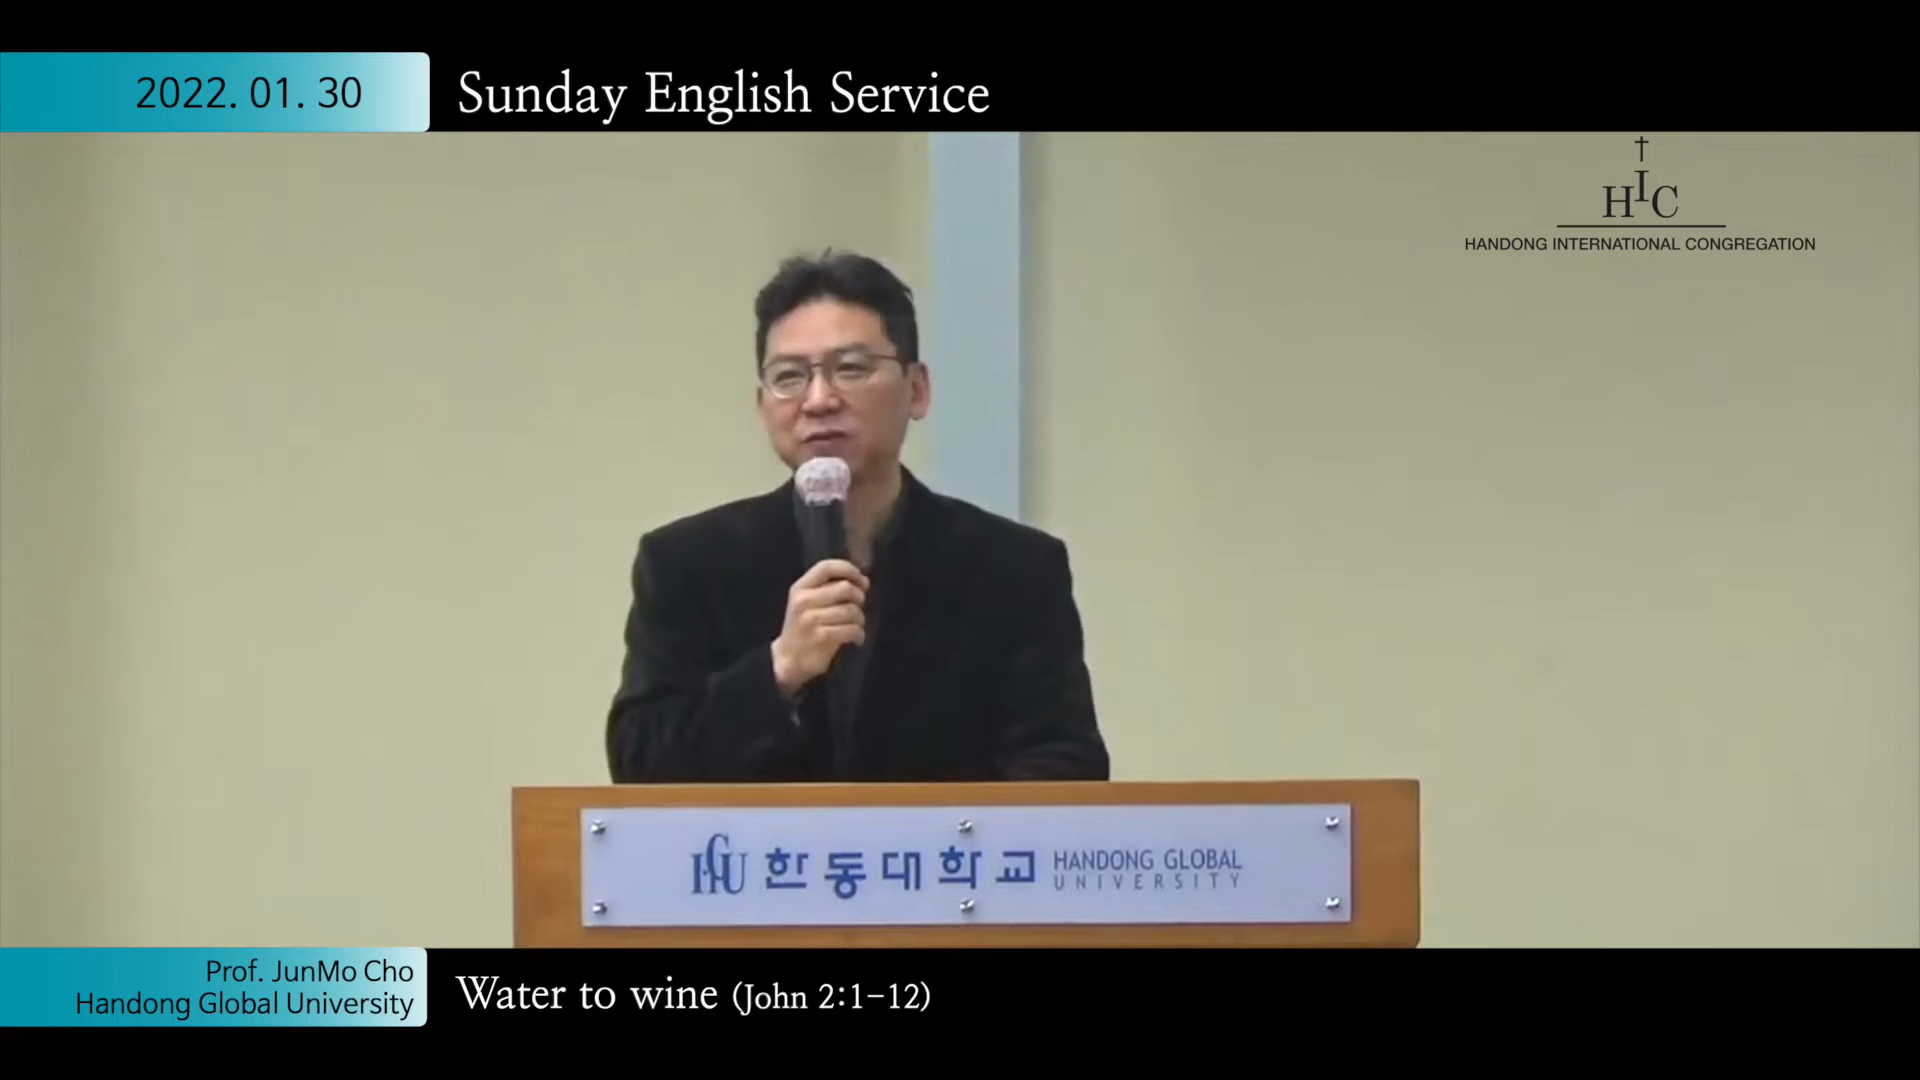 2022. 01. 30
Sunday English Service
HIC
HANDONG INTERNATIONAL CONGREGATION
HGU 한동대학교 HANDONG GLOBAL
UNIVERSITY
Prof. JunMo Cho
Handong Global University
Water to wine (John 2:1-12)